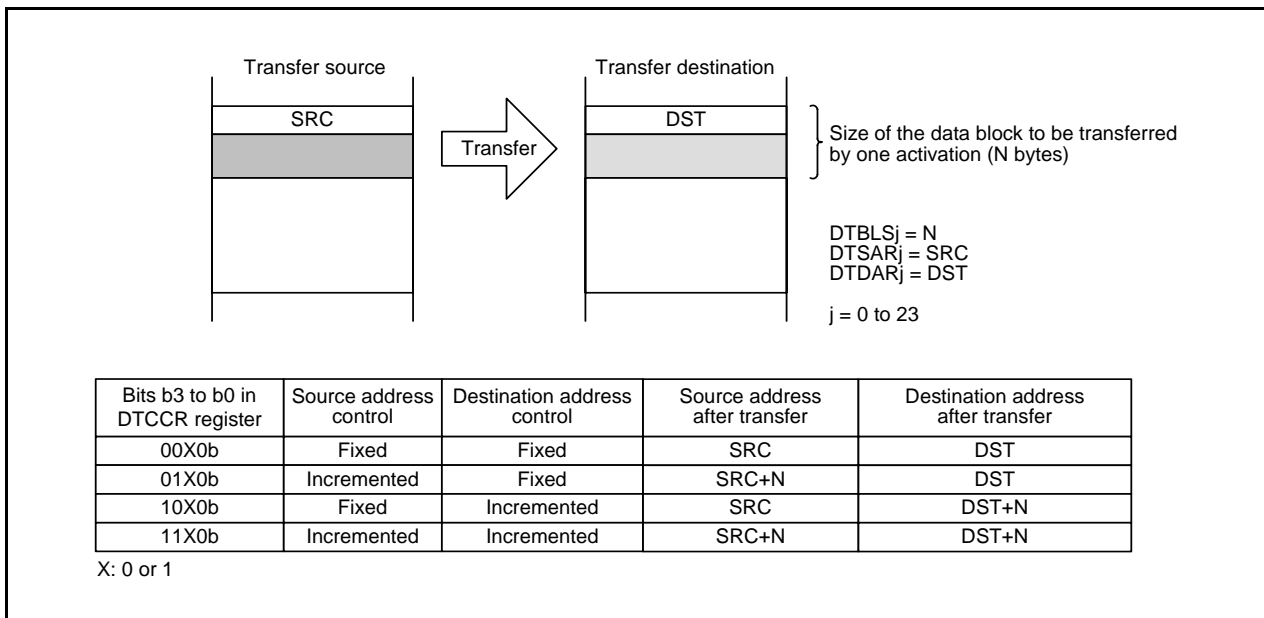 Transfer source
Transfer destination
SRC
DST
Transfer
Size of the data block to be transferred
by one activation (N bytes)
DTBLSj = N
DTSARj = SRC
DTDARj = DST
j = 0 to 23
Bits b3 to b0 in DTCCR register | Source address control | Destination address control | Source address after transfer | Destination address after transfer
00X0b | Fixed | Fixed | SRC | DST
01X0b | Incremented | Fixed | SRC+N | DST
10X0b | Fixed | Incremented | SRC | DST+N
11X0b | Incremented | Incremented | SRC+N | DST+N
X: 0 or 1